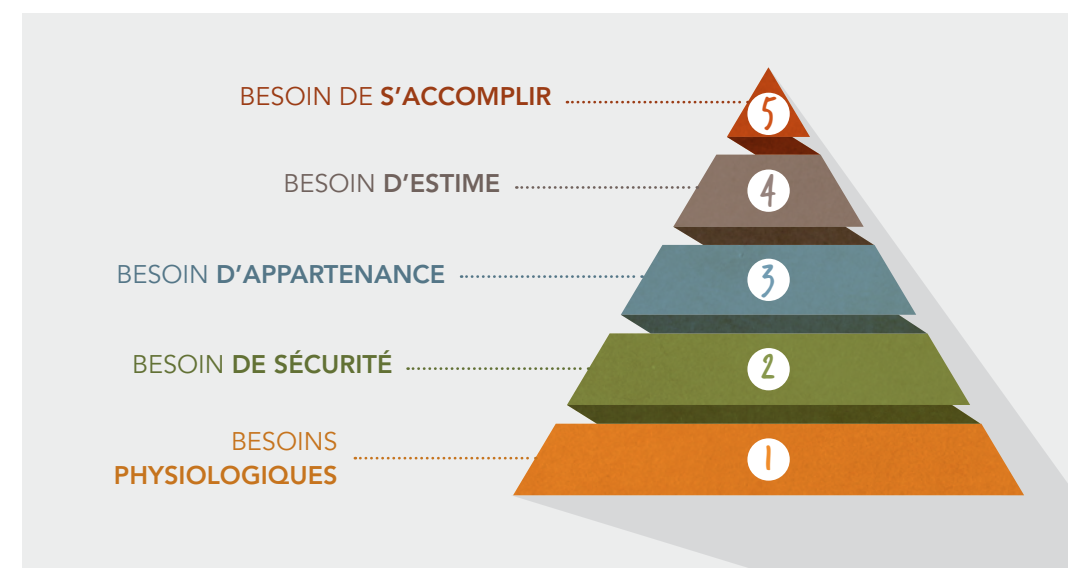 BESOIN DE S’ACCOMPLIR
5
BESOIN D’ESTIME
4
BESOIN D’APPARTENANCE
3
BESOIN DE SÉCURITÉ
2
BESOINS
PHYSIOLOGIQUES
1